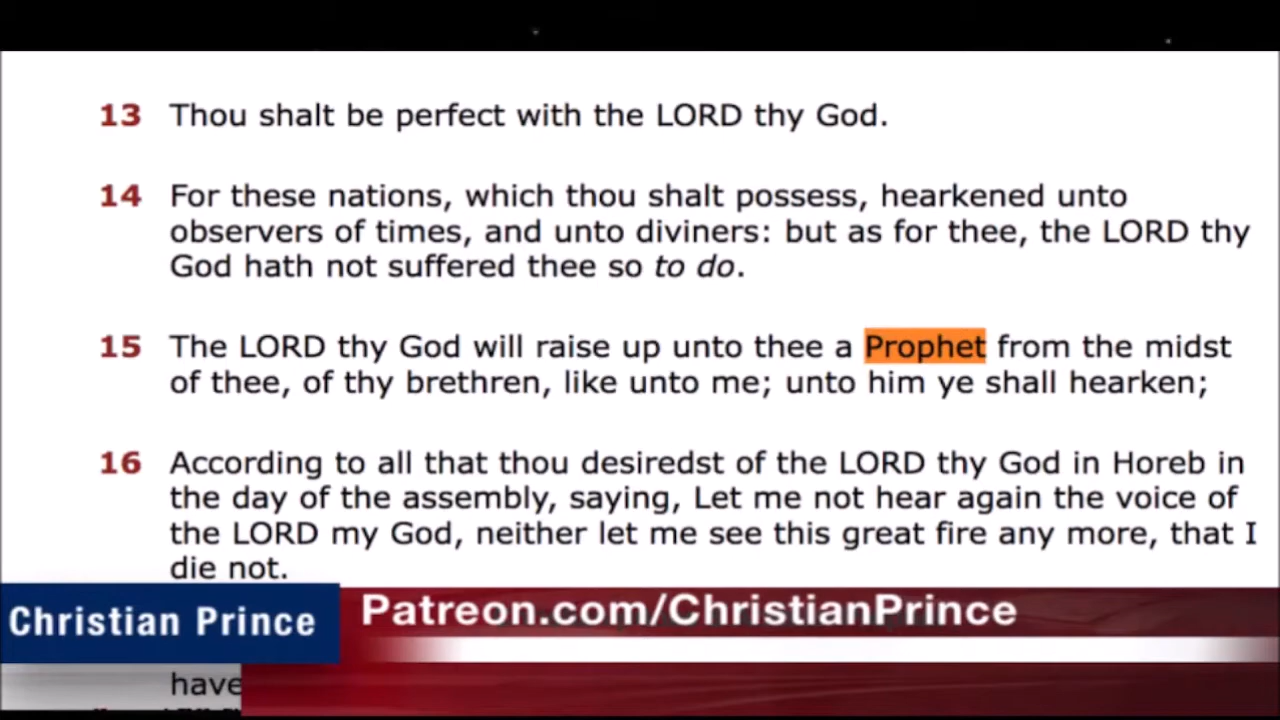 13 Thou shalt be perfect with the LORD thy God.
14 For these nations, which thou shalt possess, hearkened unto
observers of times, and unto diviners: but as for thee, the LORD thy
God hath not suffered thee so to do.
15 The LORD thy God will raise up unto thee a Prophet from the midst
of thee, of thy brethren, like unto me; unto him ye shall hearken;
16 According to all that thou desiredst of the LORD thy God in Horeb in
the day of the assembly, saying, Let me not hear again the voice of
the LORD my God, neither let me see this great fire any more, that I
die not.
Christian Prince
Patreon.com/ChristianPrince
have